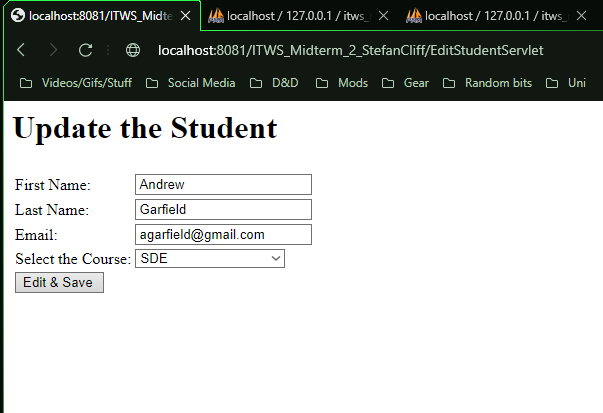 localhost:8081/ITWS_Midte
localhost / 127.0.0.1 / itws_
localhost / 127.0.0.1 / itws_
localhost:8081/ITWS_Midterm_2_StefanCliff/EditStudentServlet
Videos/Gifs/Stuff Social Media D&D Mods Gear Random bits Uni
Update the Student
First Name: Andrew
Last Name: Garfield
Email: agarfield@gmail.com
Select the Course: SDE
Edit & Save